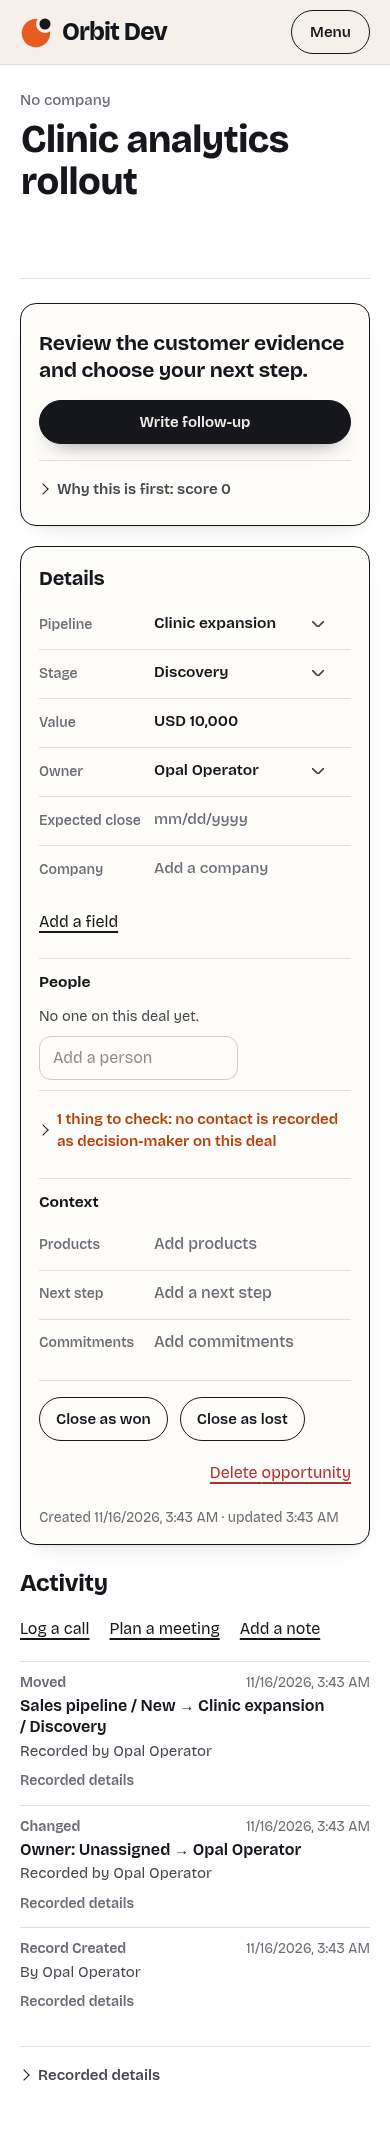 Orbit Dev
Menu
No company
Clinic analytics
rollout
Review the customer evidence
and choose your next step.
Write follow-up
Why this is first: score 0
Details
Pipeline Clinic expansion
Stage Discovery
Value USD 10,000
Owner Opal Operator
Expected close mm/dd/yyyy
Company Add a company
Add a field
People
No one on this deal yet.
Add a person
1 thing to check: no contact is recorded
as decision-maker on this deal
Context
Products Add products
Next step Add a next step
Commitments Add commitments
Close as won Close as lost
Delete opportunity
Created 11/16/2026, 3:43 AM · updated 3:43 AM
Activity
Log a call Plan a meeting Add a note
Moved 11/16/2026, 3:43 AM
Sales pipeline / New → Clinic expansion
/ Discovery
Recorded by Opal Operator
Recorded details
Changed 11/16/2026, 3:43 AM
Owner: Unassigned → Opal Operator
Recorded by Opal Operator
Recorded details
Record Created 11/16/2026, 3:43 AM
By Opal Operator
Recorded details
Recorded details